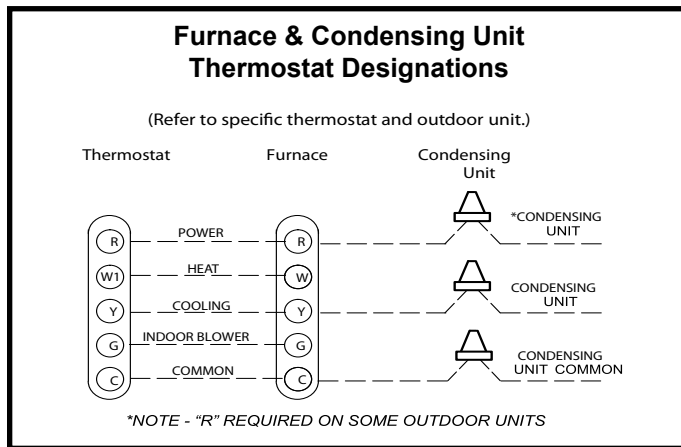 Furnace & Condensing Unit
Thermostat Designations
(Refer to specific thermostat and outdoor unit.)
Thermostat Furnace Condensing
Unit
R POWER R *CONDENSING
UNIT
W1 HEAT W
Y COOLING Y CONDENSING
UNIT
G INDOOR BLOWER G
C COMMON C CONDENSING
UNIT COMMON
*NOTE - "R" REQUIRED ON SOME OUTDOOR UNITS